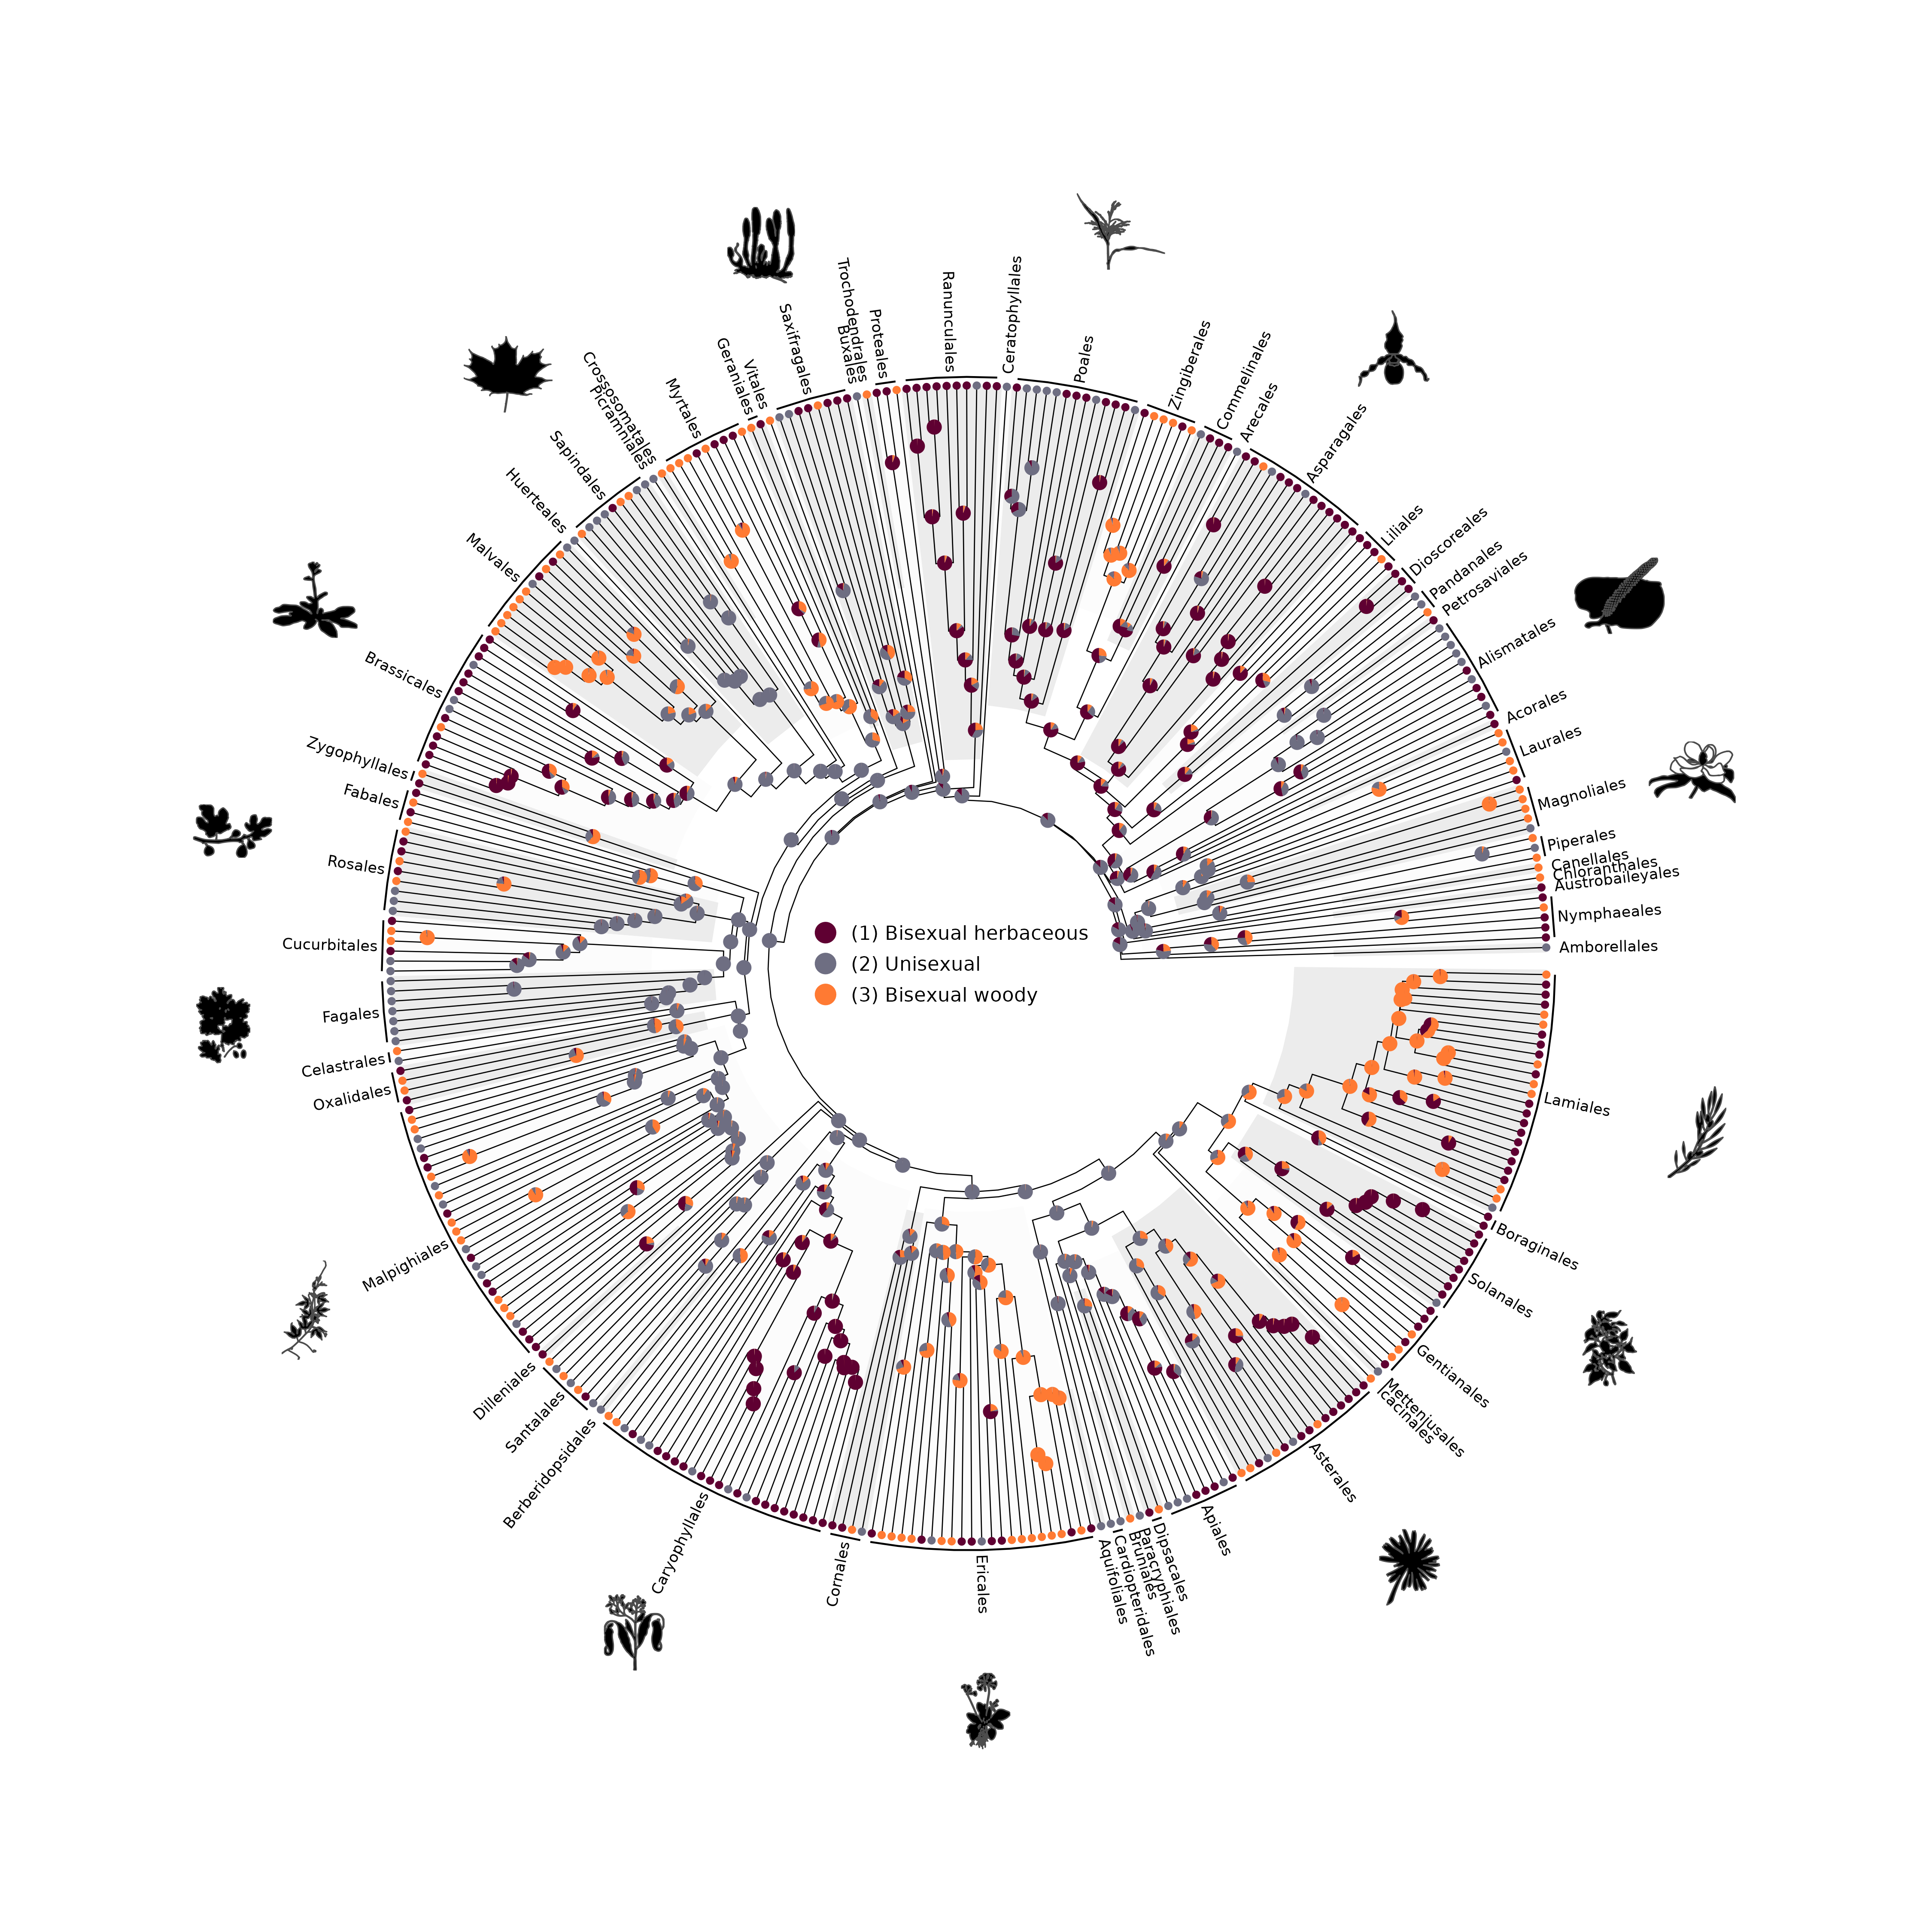 Ceratophyllales
Poales
Zingiberales
Commelinales
Arecales
Asparagales
Liliales
Dioscoreales
Pandanales
Petrosaviales
Alismatales
Acorales
Laurales
Magnoliales
Piperales
Canellales
Chloranthales
Austrobaileyales
Nymphaeales
Amborellales
Lamiales
Boraginales
Solanales
Gentianales
Metteniusales
Icacinales
Asterales
Apiales
Dipsacales
Paracryphiales
Bruniales
Cardiopteridales
Aquifoliales
Ericales
Cornales
Caryophyllales
Berberidopsidales
Santalales
Dilleniales
Malpighiales
Oxalidales
Celastrales
Fagales
Cucurbitales
Rosales
Fabales
Zygophyllales
Brassicales
Malvales
Huerteales
Sapindales
Picramniales
Crossosomatales
Myrtales
Geraniales
Vitales
Saxifragales
Buxales
Trochodendrales
Proteales
Ranunculales
(1) Bisexual herbaceous
(2) Unisexual
(3) Bisexual woody